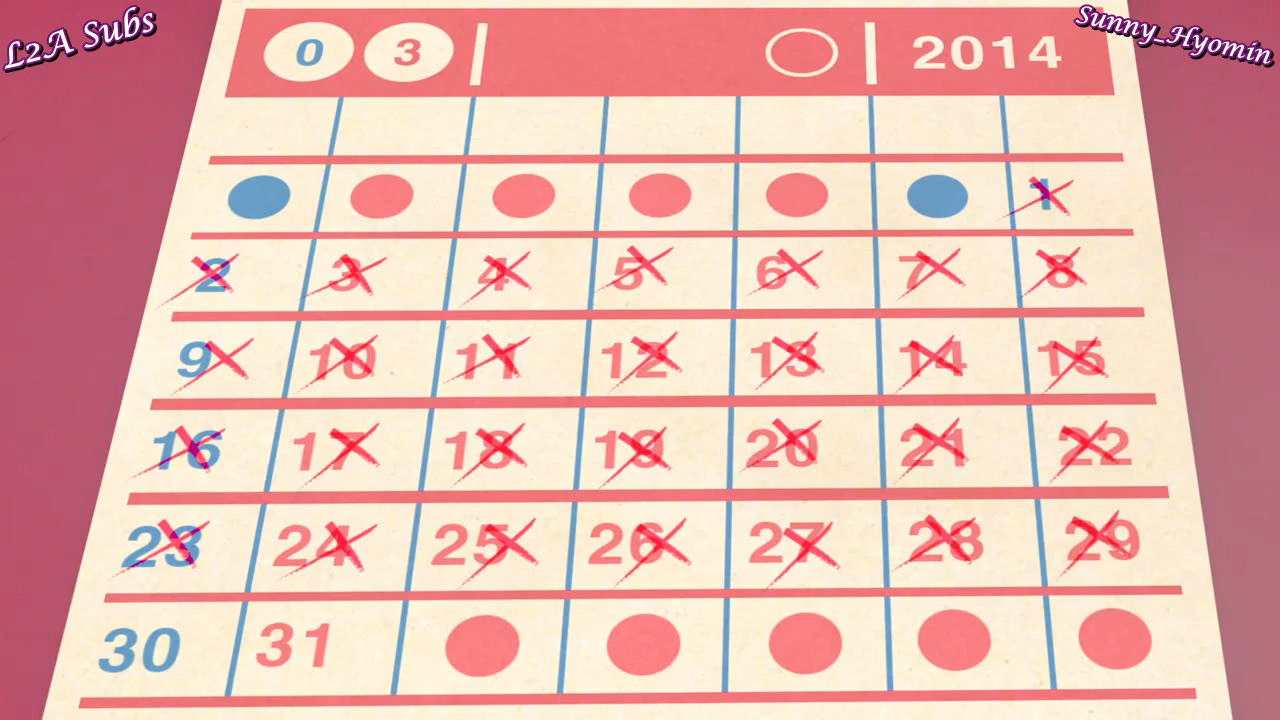 L2A Subs
Sunny_Hyomin
0 3 2014
1
2 3 4 5 6 7 8
9 10 11 12 13 14 15
16 17 18 19 20 21 22
23 24 25 26 27 28 29
30 31